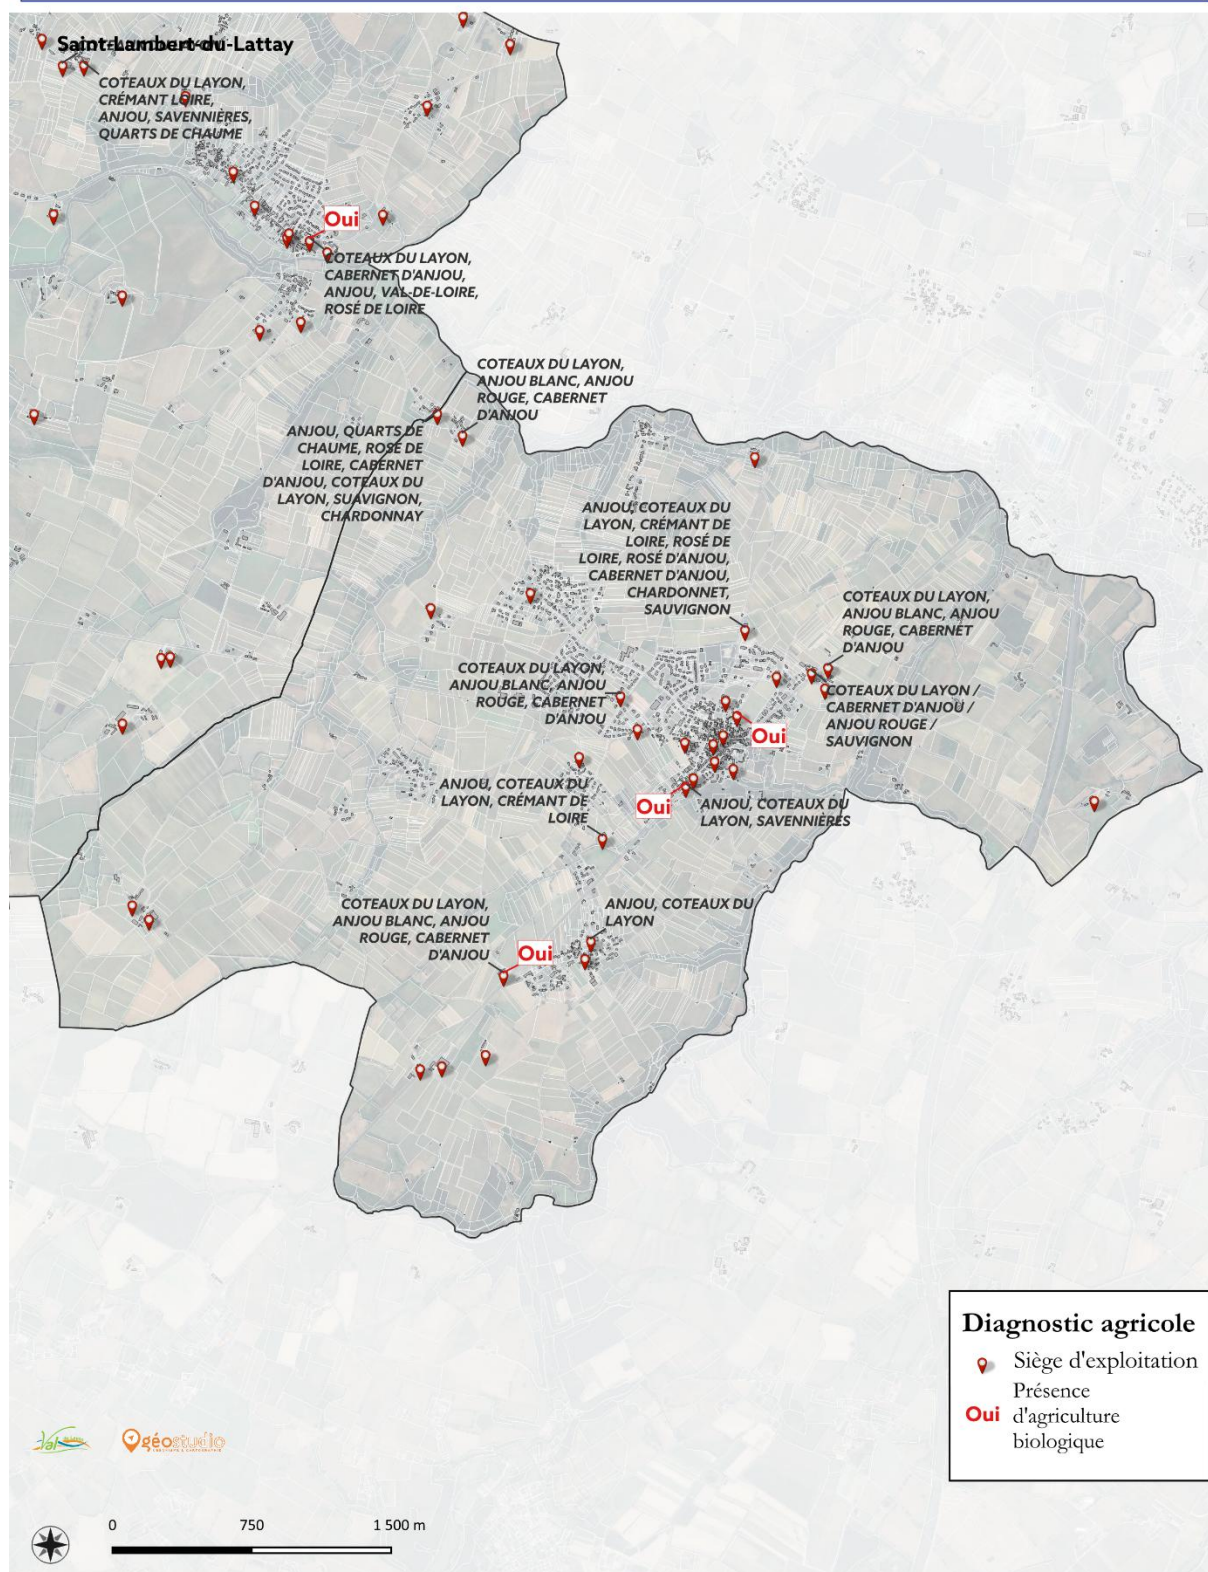 Saint-Lambert-du-Lattay
COTEAUX DU LAYON,
CRÉMANT LOIRE,
ANJOU, SAVENNIÈRES,
QUARTS DE CHAUME
Oui
COTEAUX DU LAYON,
CABERNET D'ANJOU,
ANJOU, VAL-DE-LOIRE,
ROSÉ DE LOIRE
COTEAUX DU LAYON,
ANJOU BLANC, ANJOU
ROUGE, CABERNET
D'ANJOU
ANJOU, QUARTS DE
CHAUME, ROSÉ DE
LOIRE, CABERNET
D'ANJOU, COTEAUX DU
LAYON, SUAVIGNON,
CHARDONNAY
ANJOU, COTEAUX DU
LAYON, CRÉMANT DE
LOIRE, ROSÉ DE
LOIRE, ROSÉ D'ANJOU,
CABERNET D'ANJOU,
CHARDONNET,
SAUVIGNON
COTEAUX DU LAYON,
ANJOU BLANC, ANJOU
ROUGE, CABERNET
D'ANJOU
COTEAUX DU LAYON,
ANJOU BLANC, ANJOU
ROUGE, CABERNET
D'ANJOU
COTEAUX DU LAYON /
CABERNET D'ANJOU /
ANJOU ROUGE /
SAUVIGNON
Oui
ANJOU, COTEAUX DU
LAYON, CRÉMANT DE
LOIRE
Oui
ANJOU, COTEAUX DU
LAYON, SAVENNIÈRES
COTEAUX DU LAYON,
ANJOU BLANC, ANJOU
ROUGE, CABERNET
D'ANJOU
Oui
ANJOU, COTEAUX DU
LAYON
Diagnostic agricole
Siège d'exploitation
Présence
Oui d'agriculture
biologique
Val
géostudio
0 750 1 500 m